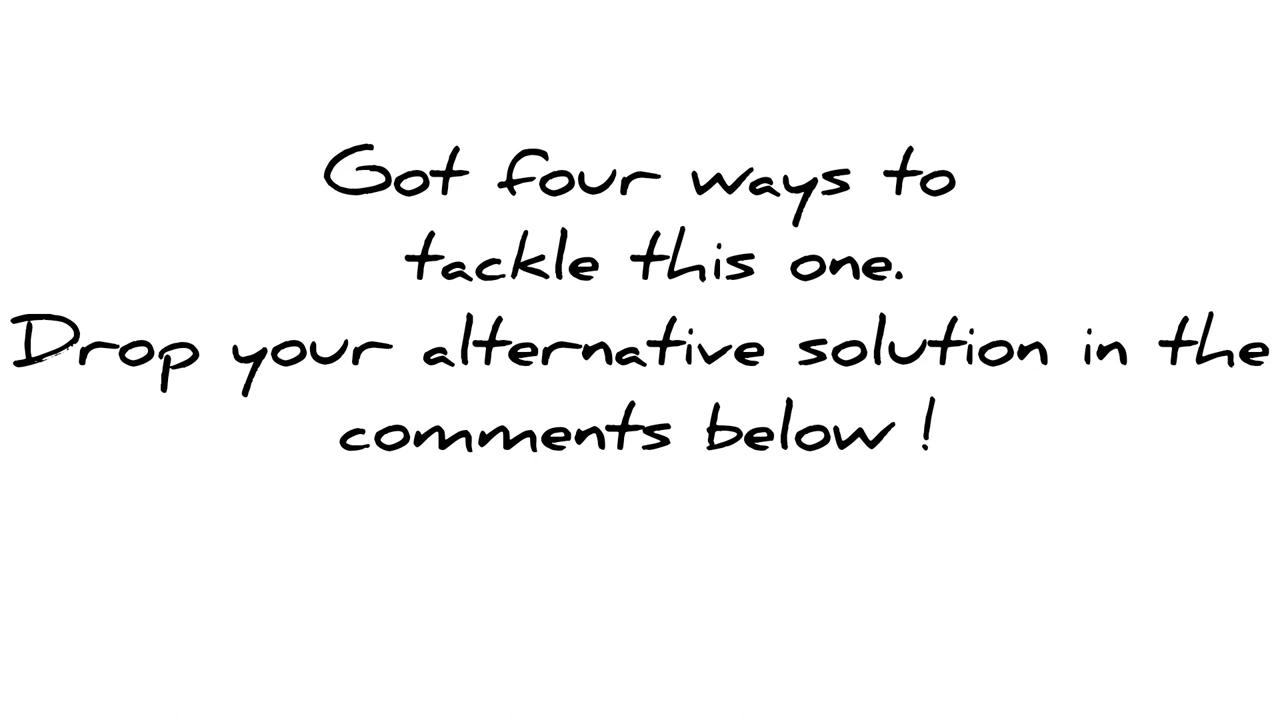 Got four ways to
tackle this one.
Drop your alternative solution in the
comments below !